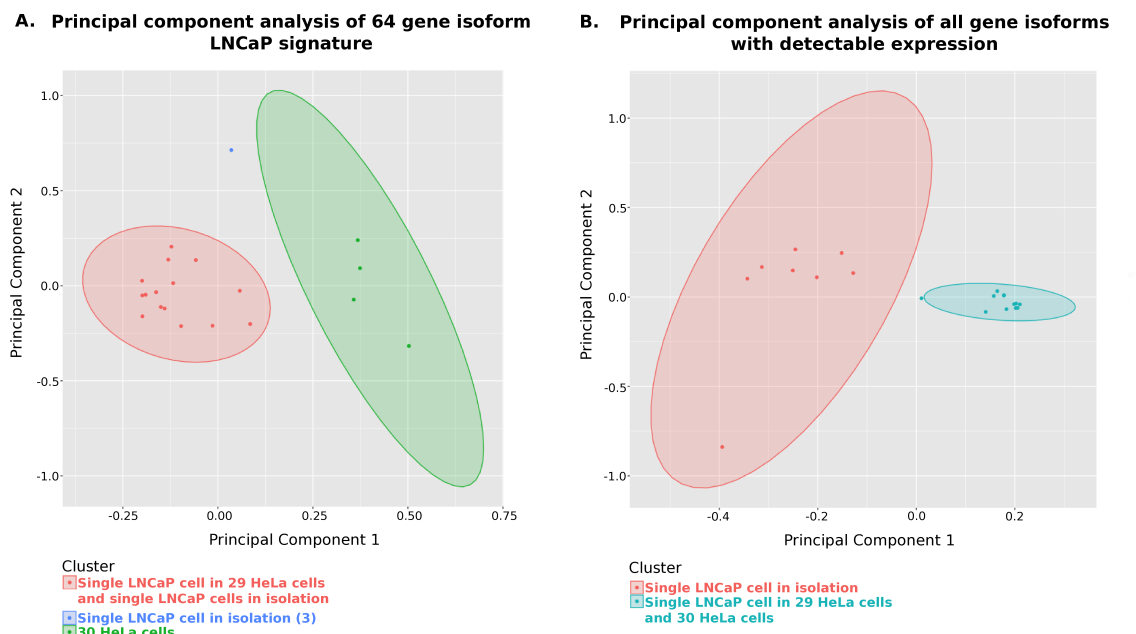 A. Principal component analysis of 64 gene isoform
LNCaP signature
1.0
0.5
0.0
-0.5
-1.0
Principal Component 2
-0.25 0.00 0.25 0.50 0.75
Principal Component 1
Cluster
Single LNCaP cell in 29 HeLa cells
and single LNCaP cells in isolation
Single LNCaP cell in isolation (3)
30 HeLa cells
B. Principal component analysis of all gene isoforms
with detectable expression
1.0
0.5
0.0
-0.5
-1.0
Principal Component 2
-0.4 -0.2 0.0 0.2
Principal Component 1
Cluster
Single LNCaP cell in isolation
Single LNCaP cell in 29 HeLa cells
and 30 HeLa cells